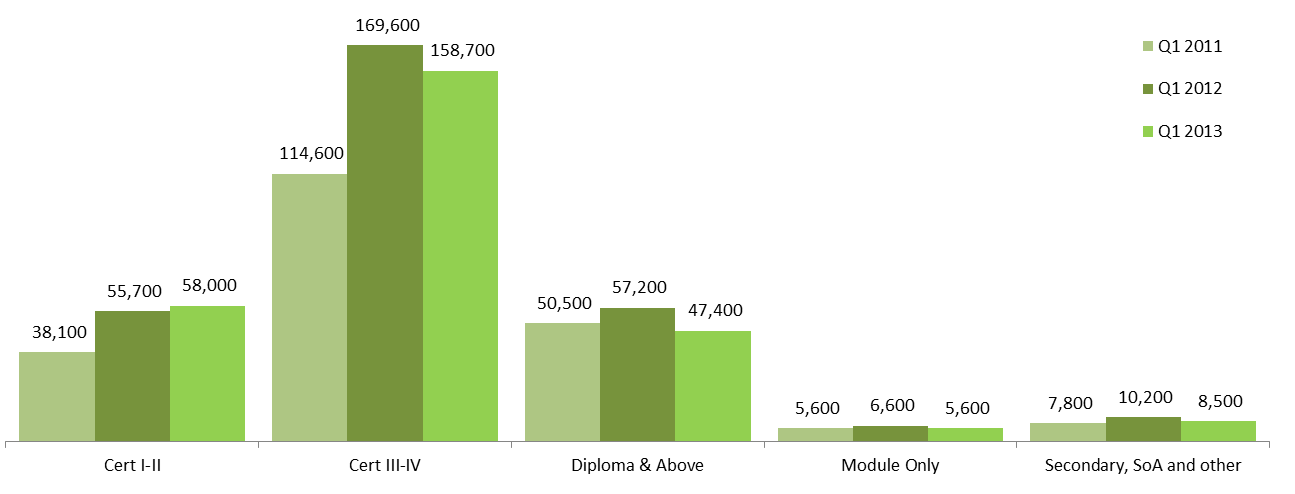 169,600
158,700
114,600
55,700
58,000
38,100
50,500
57,200
47,400
5,600
6,600
5,600
7,800
10,200
8,500
Cert I-II
Cert III-IV
Diploma & Above
Module Only
Secondary, SoA and other
Q1 2011
Q1 2012
Q1 2013